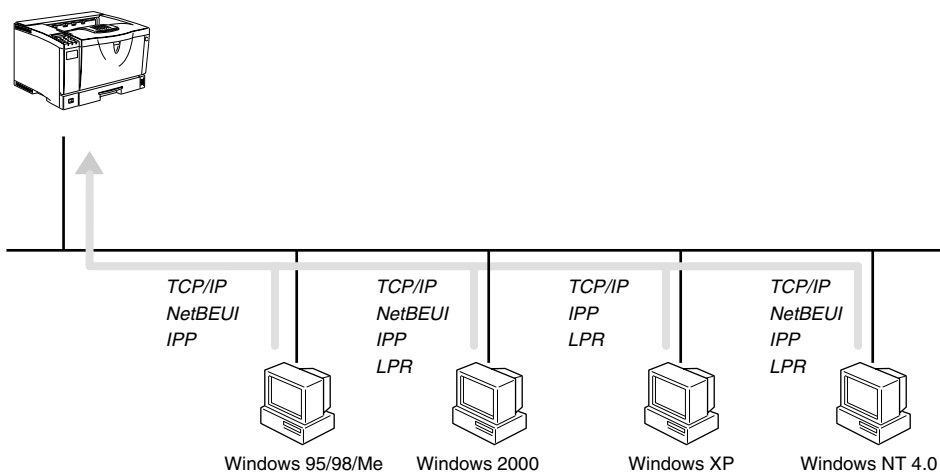 TCP/IP
NetBEUI
IPP
TCP/IP
NetBEUI
IPP
LPR
TCP/IP
IPP
LPR
TCP/IP
NetBEUI
IPP
LPR
Windows 95/98/Me
Windows 2000
Windows XP
Windows NT 4.0